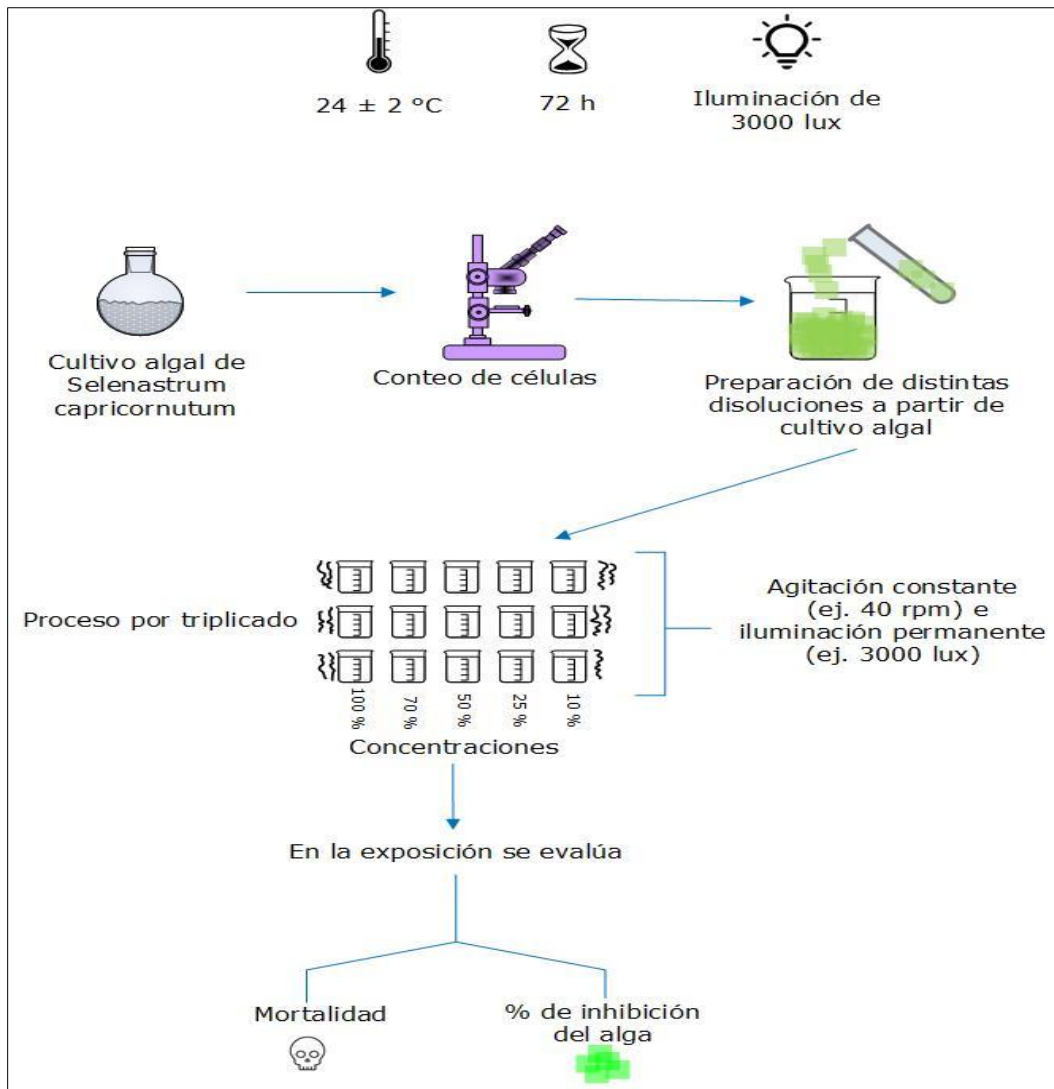 24 ± 2 °C
72 h
Iluminación de
3000 lux
Cultivo algal de
Selenastrum
capricornutum
Conteo de células
Preparación de distintas
disoluciones a partir de
cultivo algal
Proceso por triplicado
Agitación constante
(ej. 40 rpm) e
iluminación permanente
(ej. 3000 lux)
100 %
70 %
50 %
25 %
10 %
Concentraciones
En la exposición se evalúa
Mortalidad
% de inhibición
del alga